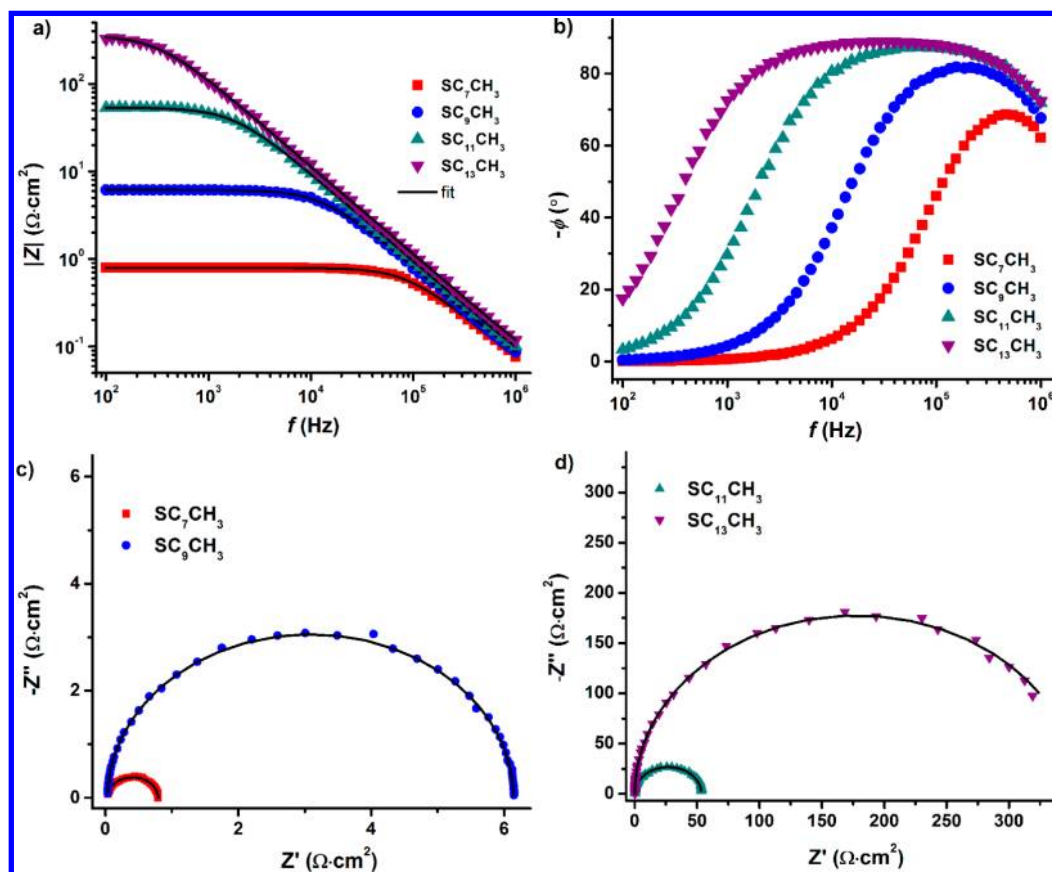 a)
|Z| (Ω·cm²)
10²
10¹
10⁰
10⁻¹
SC₇CH₃
SC₉CH₃
SC₁₁CH₃
SC₁₃CH₃
fit
10² 10³ 10⁴ 10⁵ 10⁶
f (Hz)
b)
-ϕ (°)
80
60
40
20
0
SC₇CH₃
SC₉CH₃
SC₁₁CH₃
SC₁₃CH₃
10² 10³ 10⁴ 10⁵ 10⁶
f (Hz)
c)
-Z'' (Ω·cm²)
6
4
2
0
SC₇CH₃
SC₉CH₃
0 2 4 6
Z' (Ω·cm²)
d)
-Z'' (Ω·cm²)
300
250
200
150
100
50
25
0
SC₁₁CH₃
SC₁₃CH₃
0 50 100 150 200 250 300
Z' (Ω·cm²)